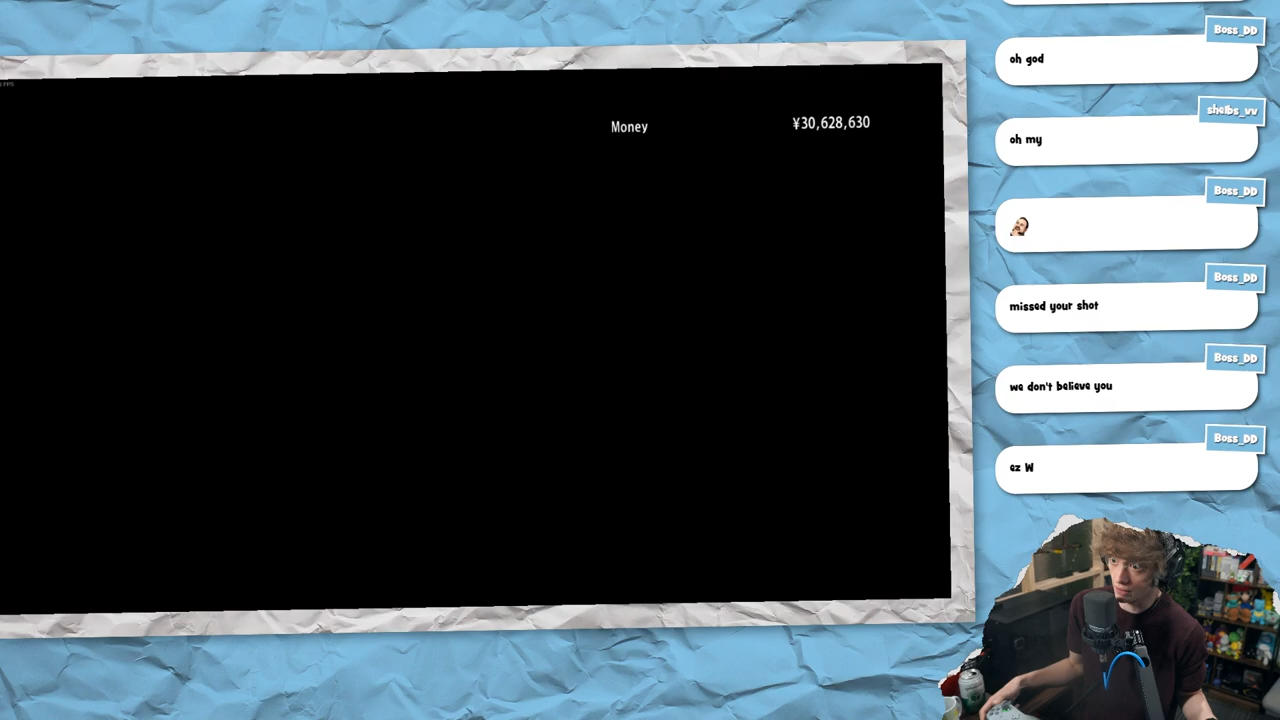 FPS
Money ¥30,628,630
Boss_DD
oh god
shelbs_vv
oh my
Boss_DD
Boss_DD
missed your shot
Boss_DD
we don't believe you
Boss_DD
ez W